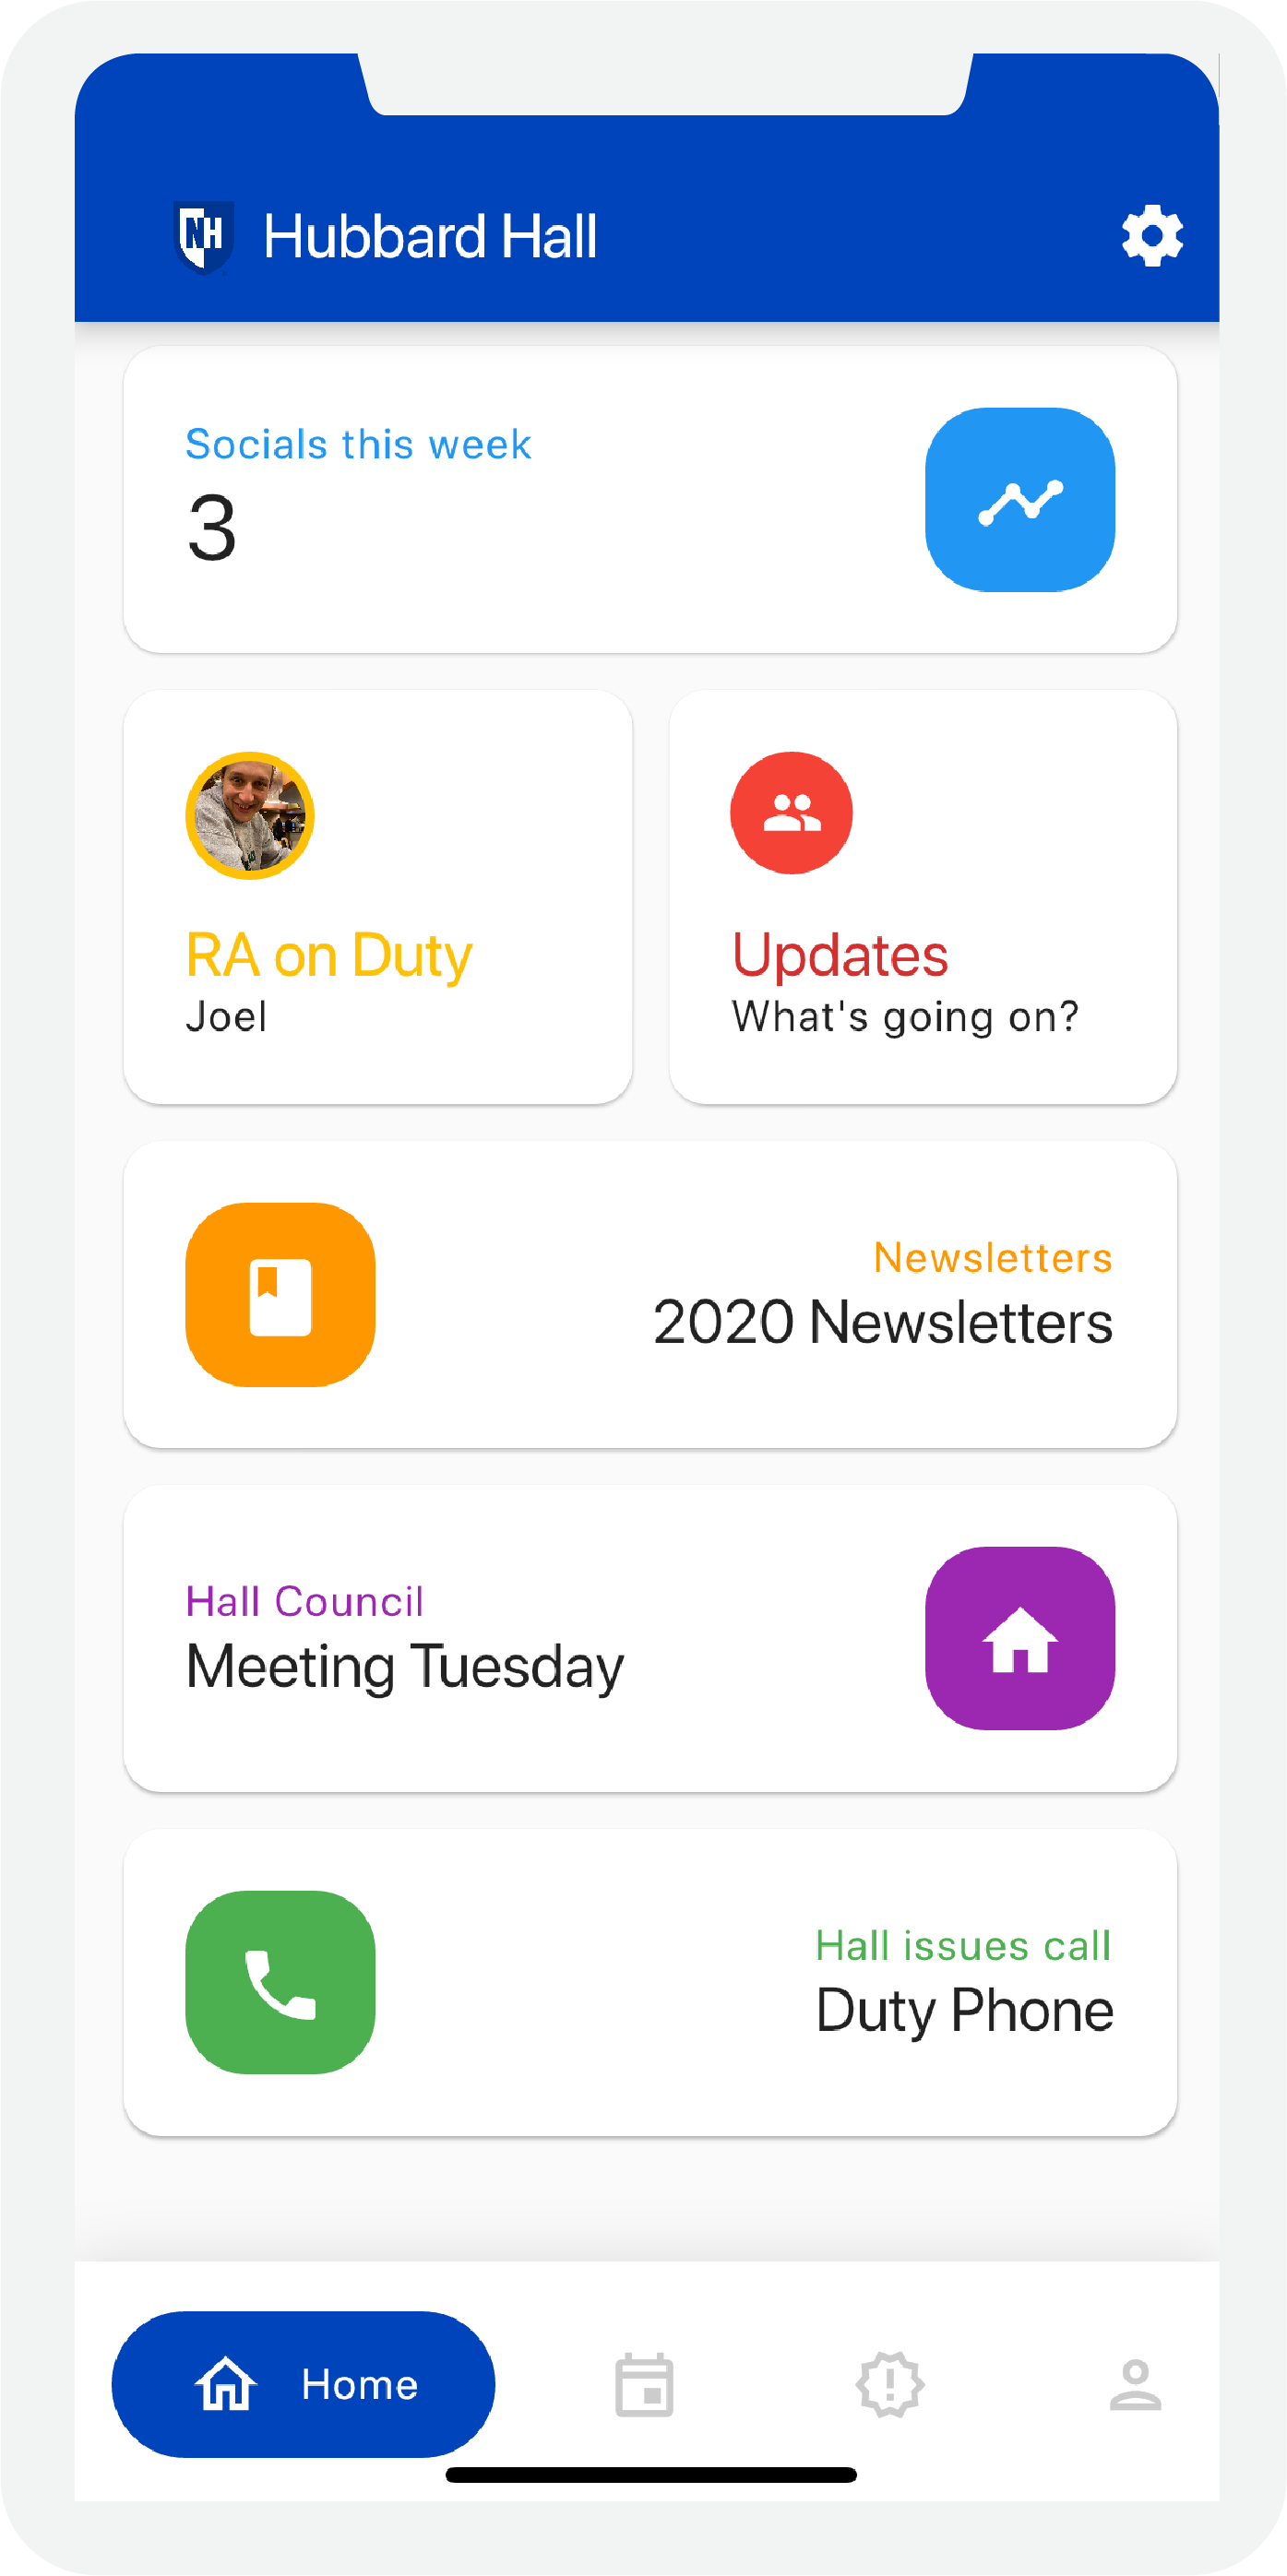 NH
Hubbard Hall
Socials this week
3
RA on Duty
Joel
Updates
What's going on?
Newsletters
2020 Newsletters
Hall Council
Meeting Tuesday
Hall issues call
Duty Phone
Home